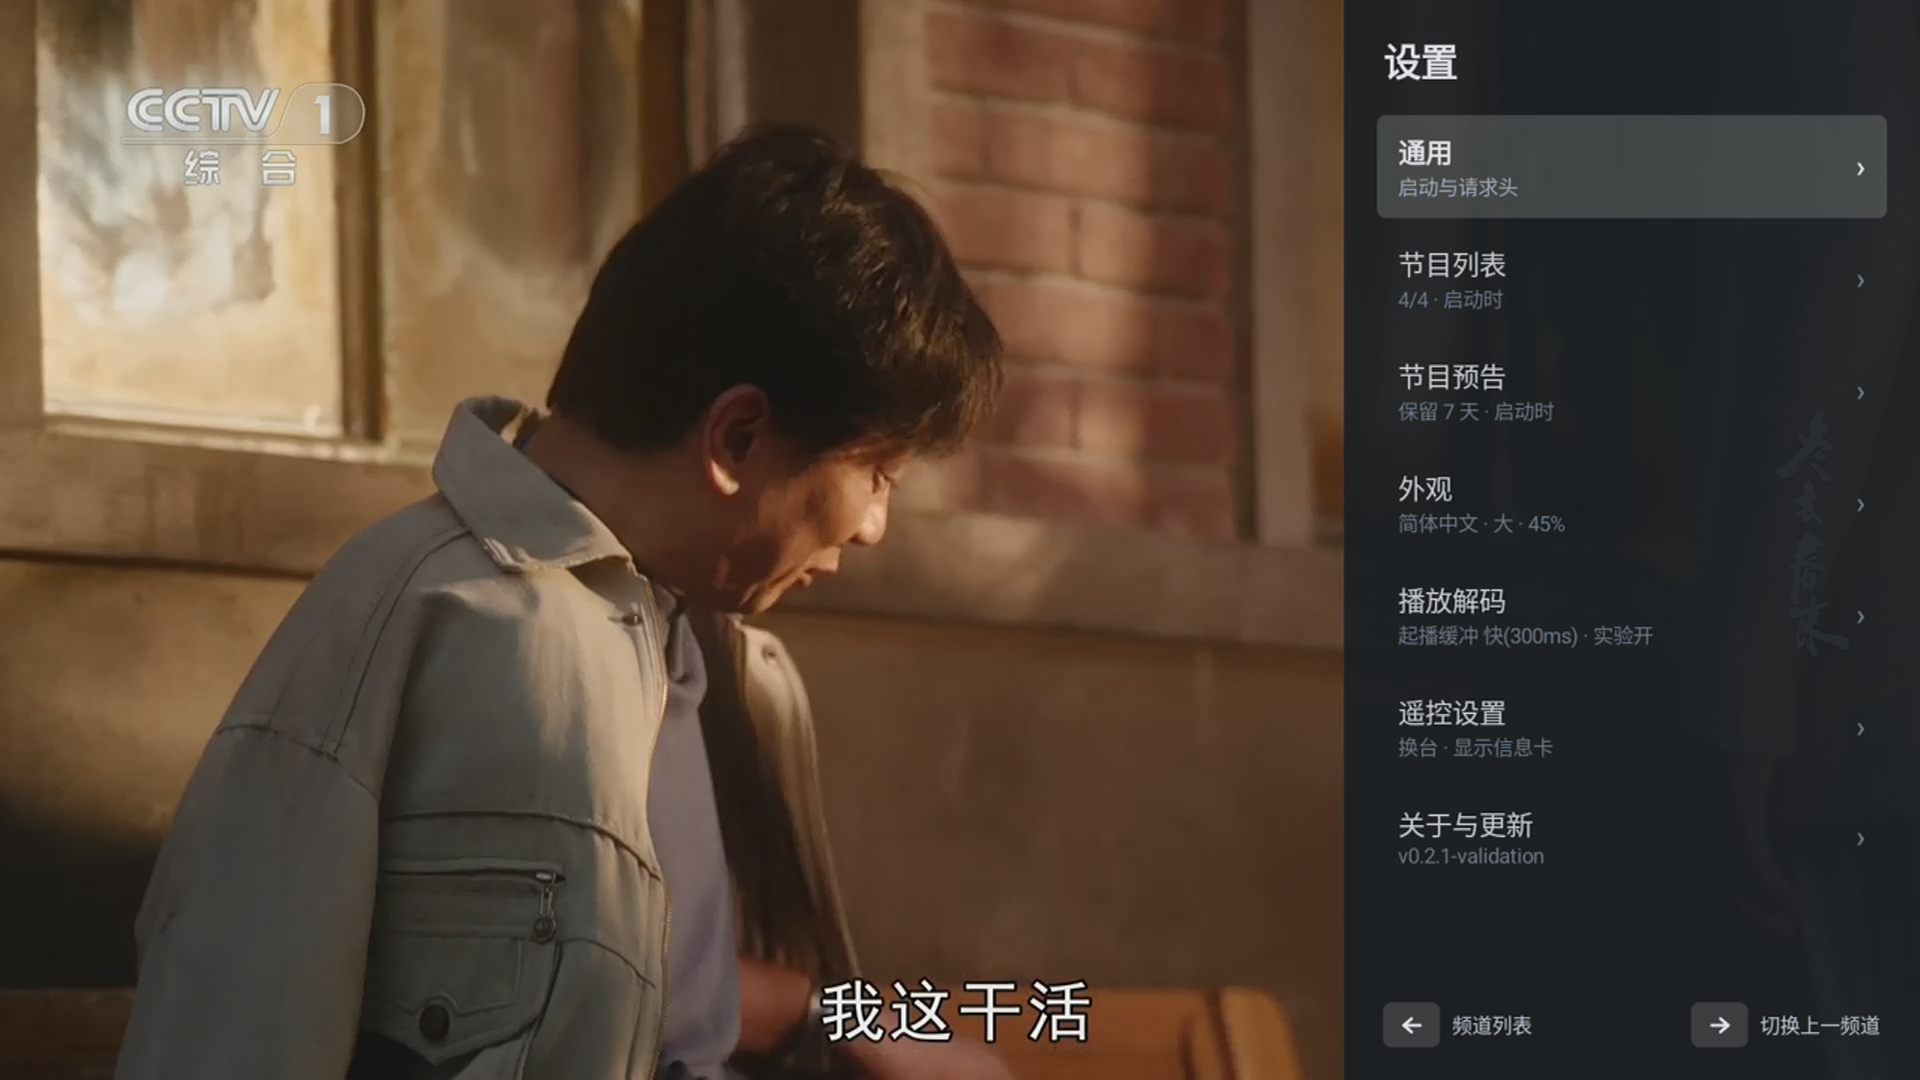 CCTV 1
综 合
我这干活
设置
通用
启动与请求头
节目列表
4/4 · 启动时
节目预告
保留 7 天 · 启动时
外观
简体中文 · 大 · 45%
播放解码
起播缓冲 快(300ms) · 实验开
遥控设置
换台 · 显示信息卡
关于与更新
v0.2.1-validation
冬去春来
← 频道列表
→ 切换上一频道